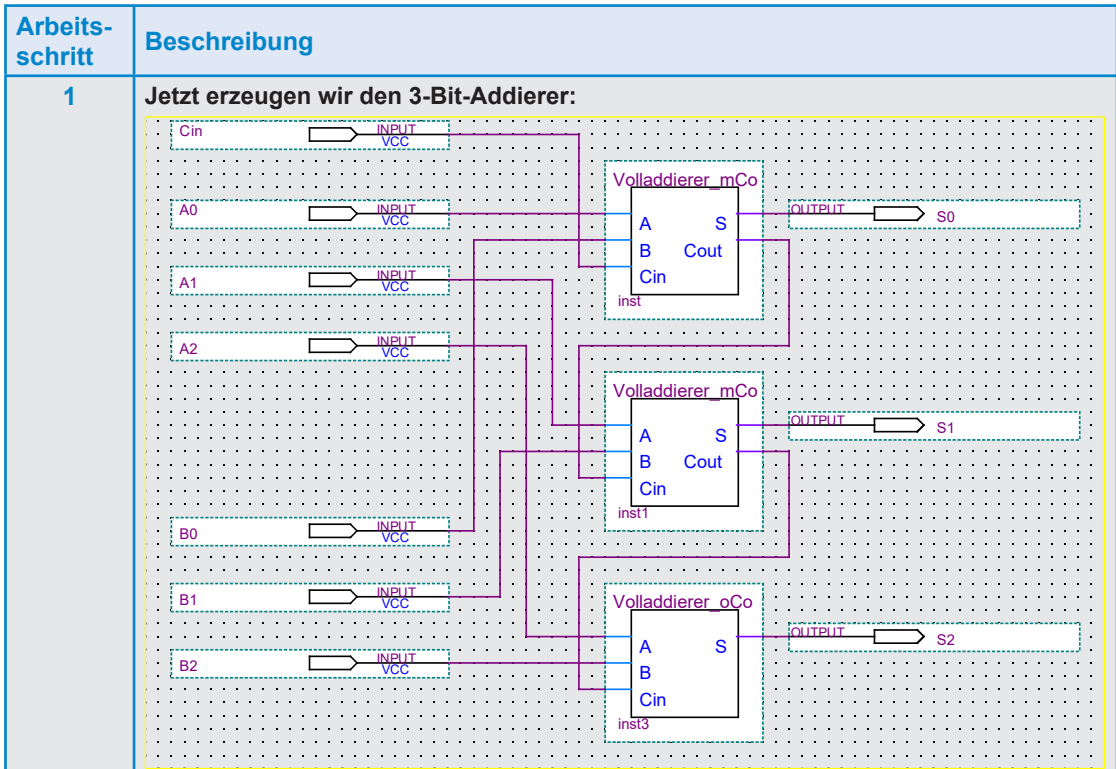 Arbeits-
schritt
Beschreibung
1
Jetzt erzeugen wir den 3-Bit-Addierer:
Cin
INPUT
VCC
Volladdierer_mCo
A0
INPUT
VCC
A S
B Cout
Cin
inst
OUTPUT
S0
A1
INPUT
VCC
A2
INPUT
VCC
Volladdierer_mCo
A S
B Cout
Cin
inst1
OUTPUT
S1
B0
INPUT
VCC
B1
INPUT
VCC
Volladdierer_oCo
A S
B
Cin
inst3
OUTPUT
S2
B2
INPUT
VCC